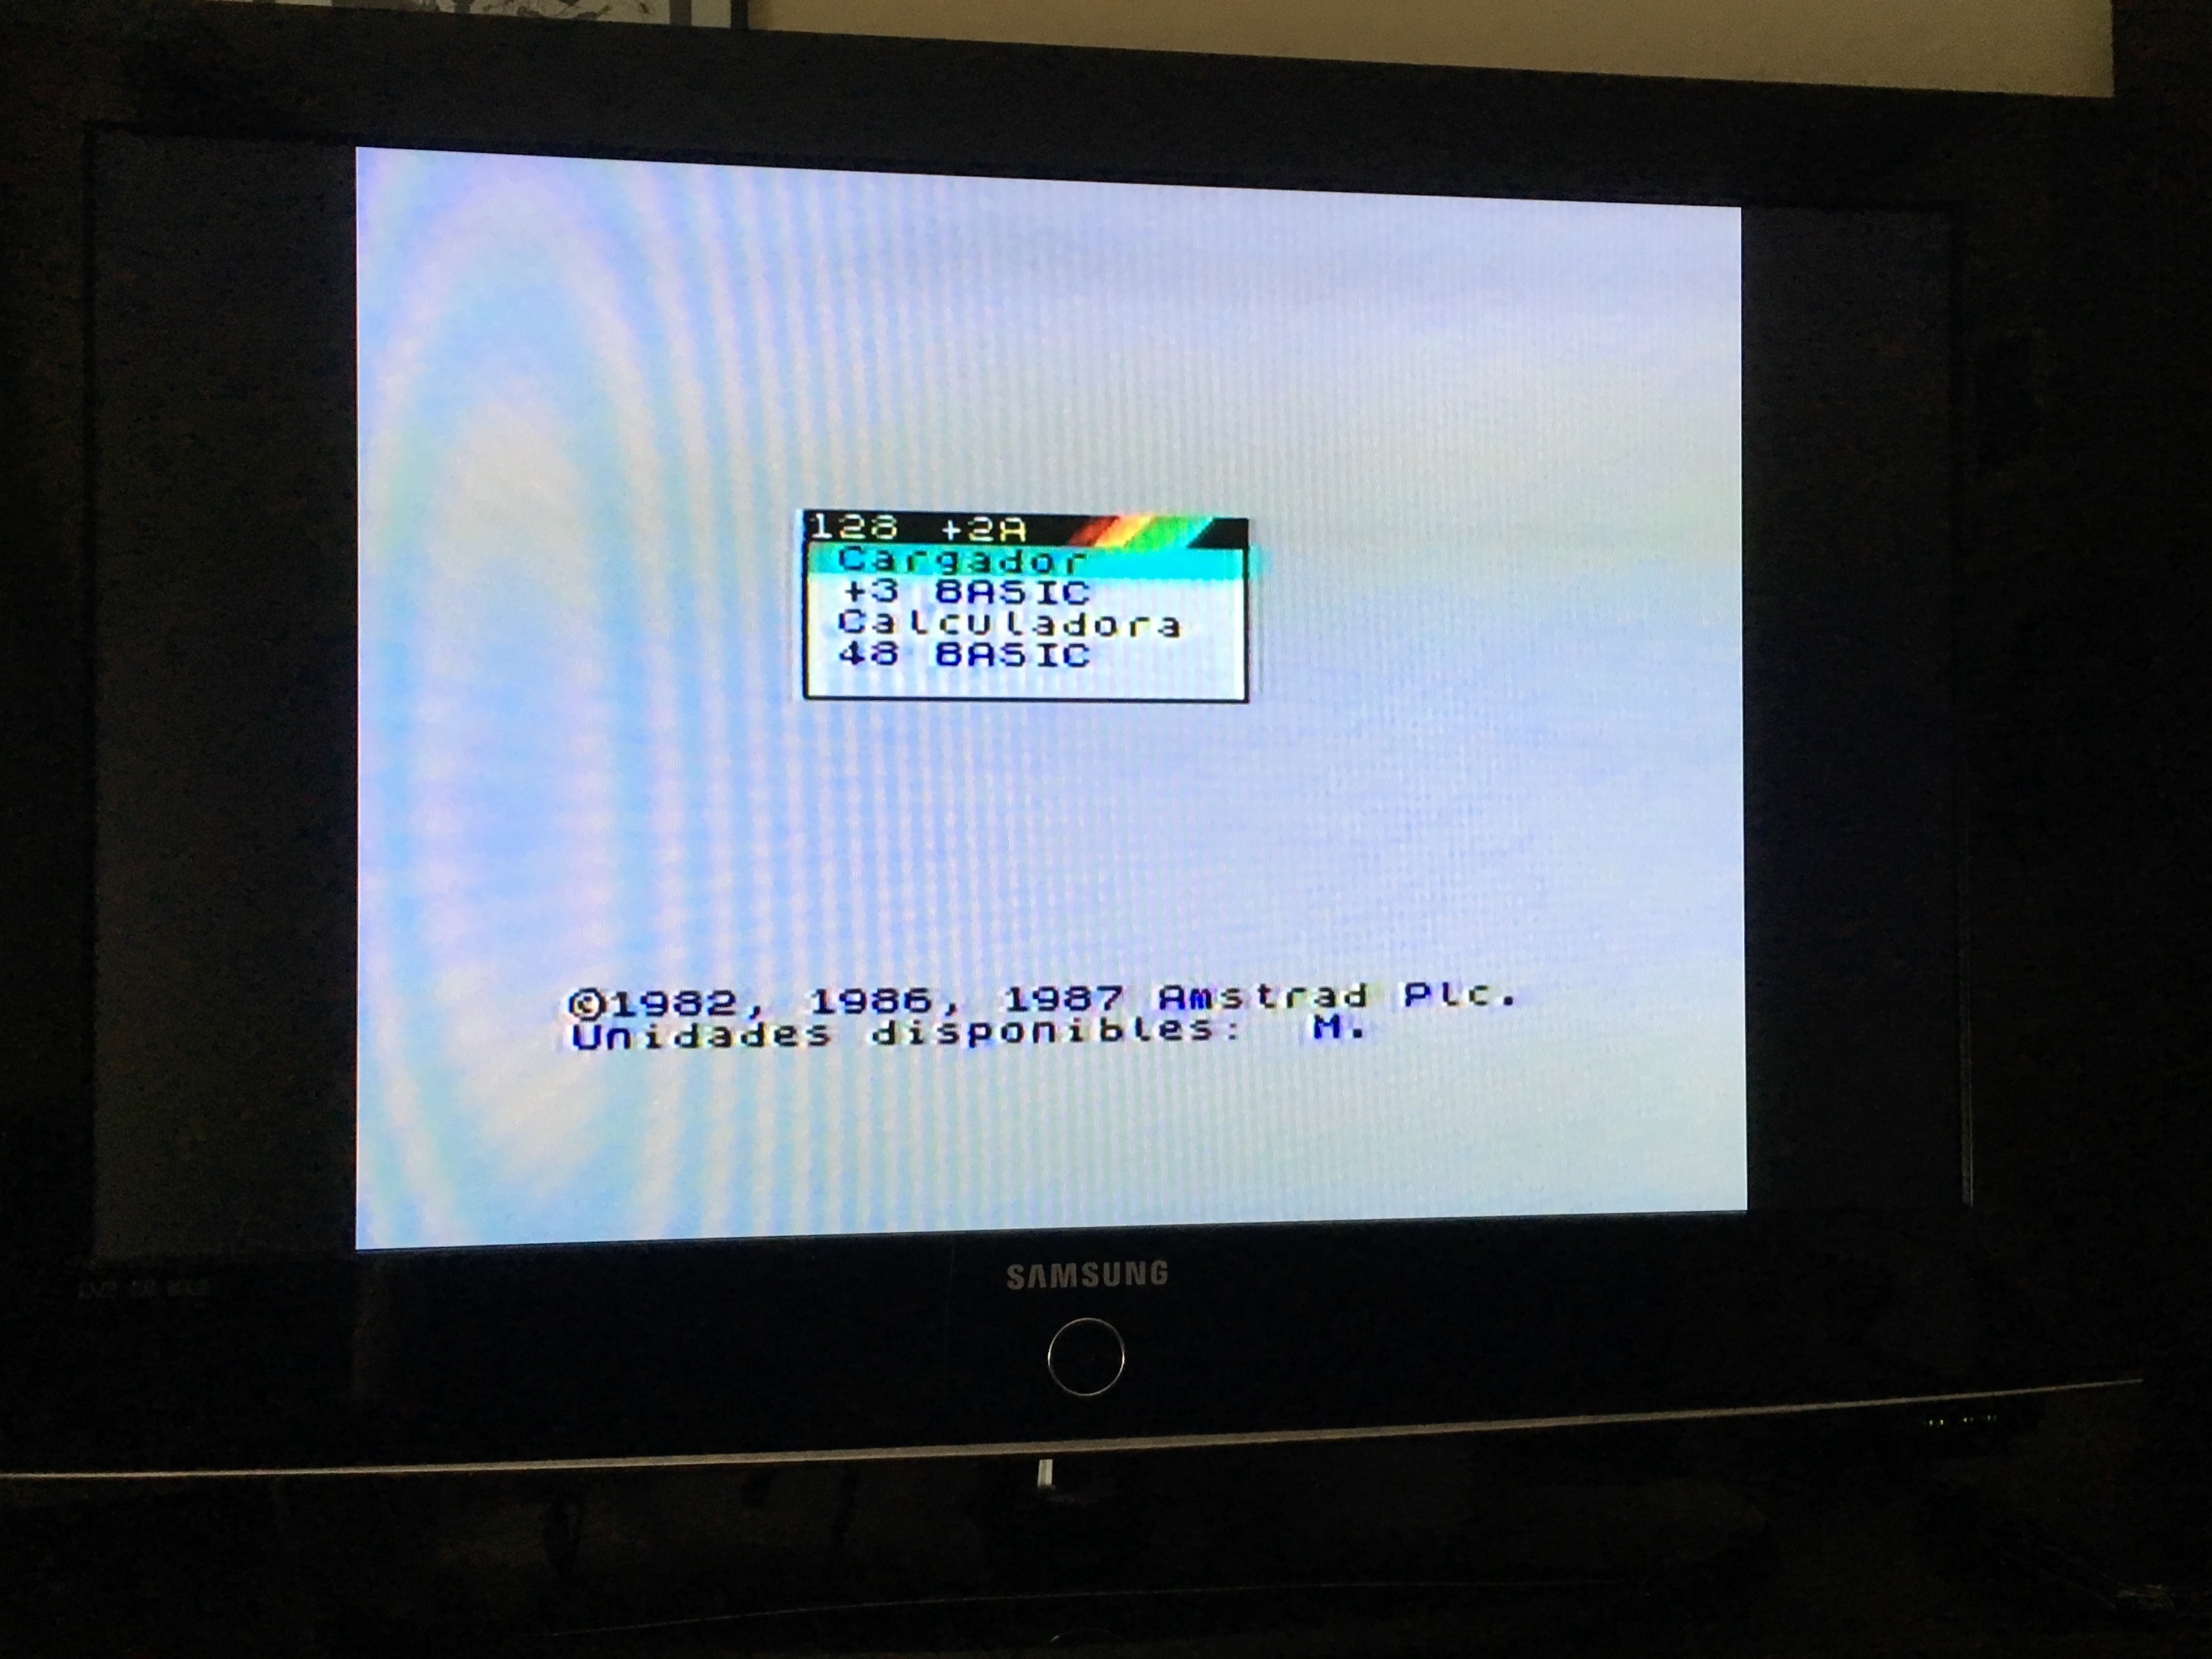 128 +2A
Cargador
+3 BASIC
Calculadora
48 BASIC
©1982, 1986, 1987 Amstrad Plc.
Unidades disponibles: M.
SAMSUNG